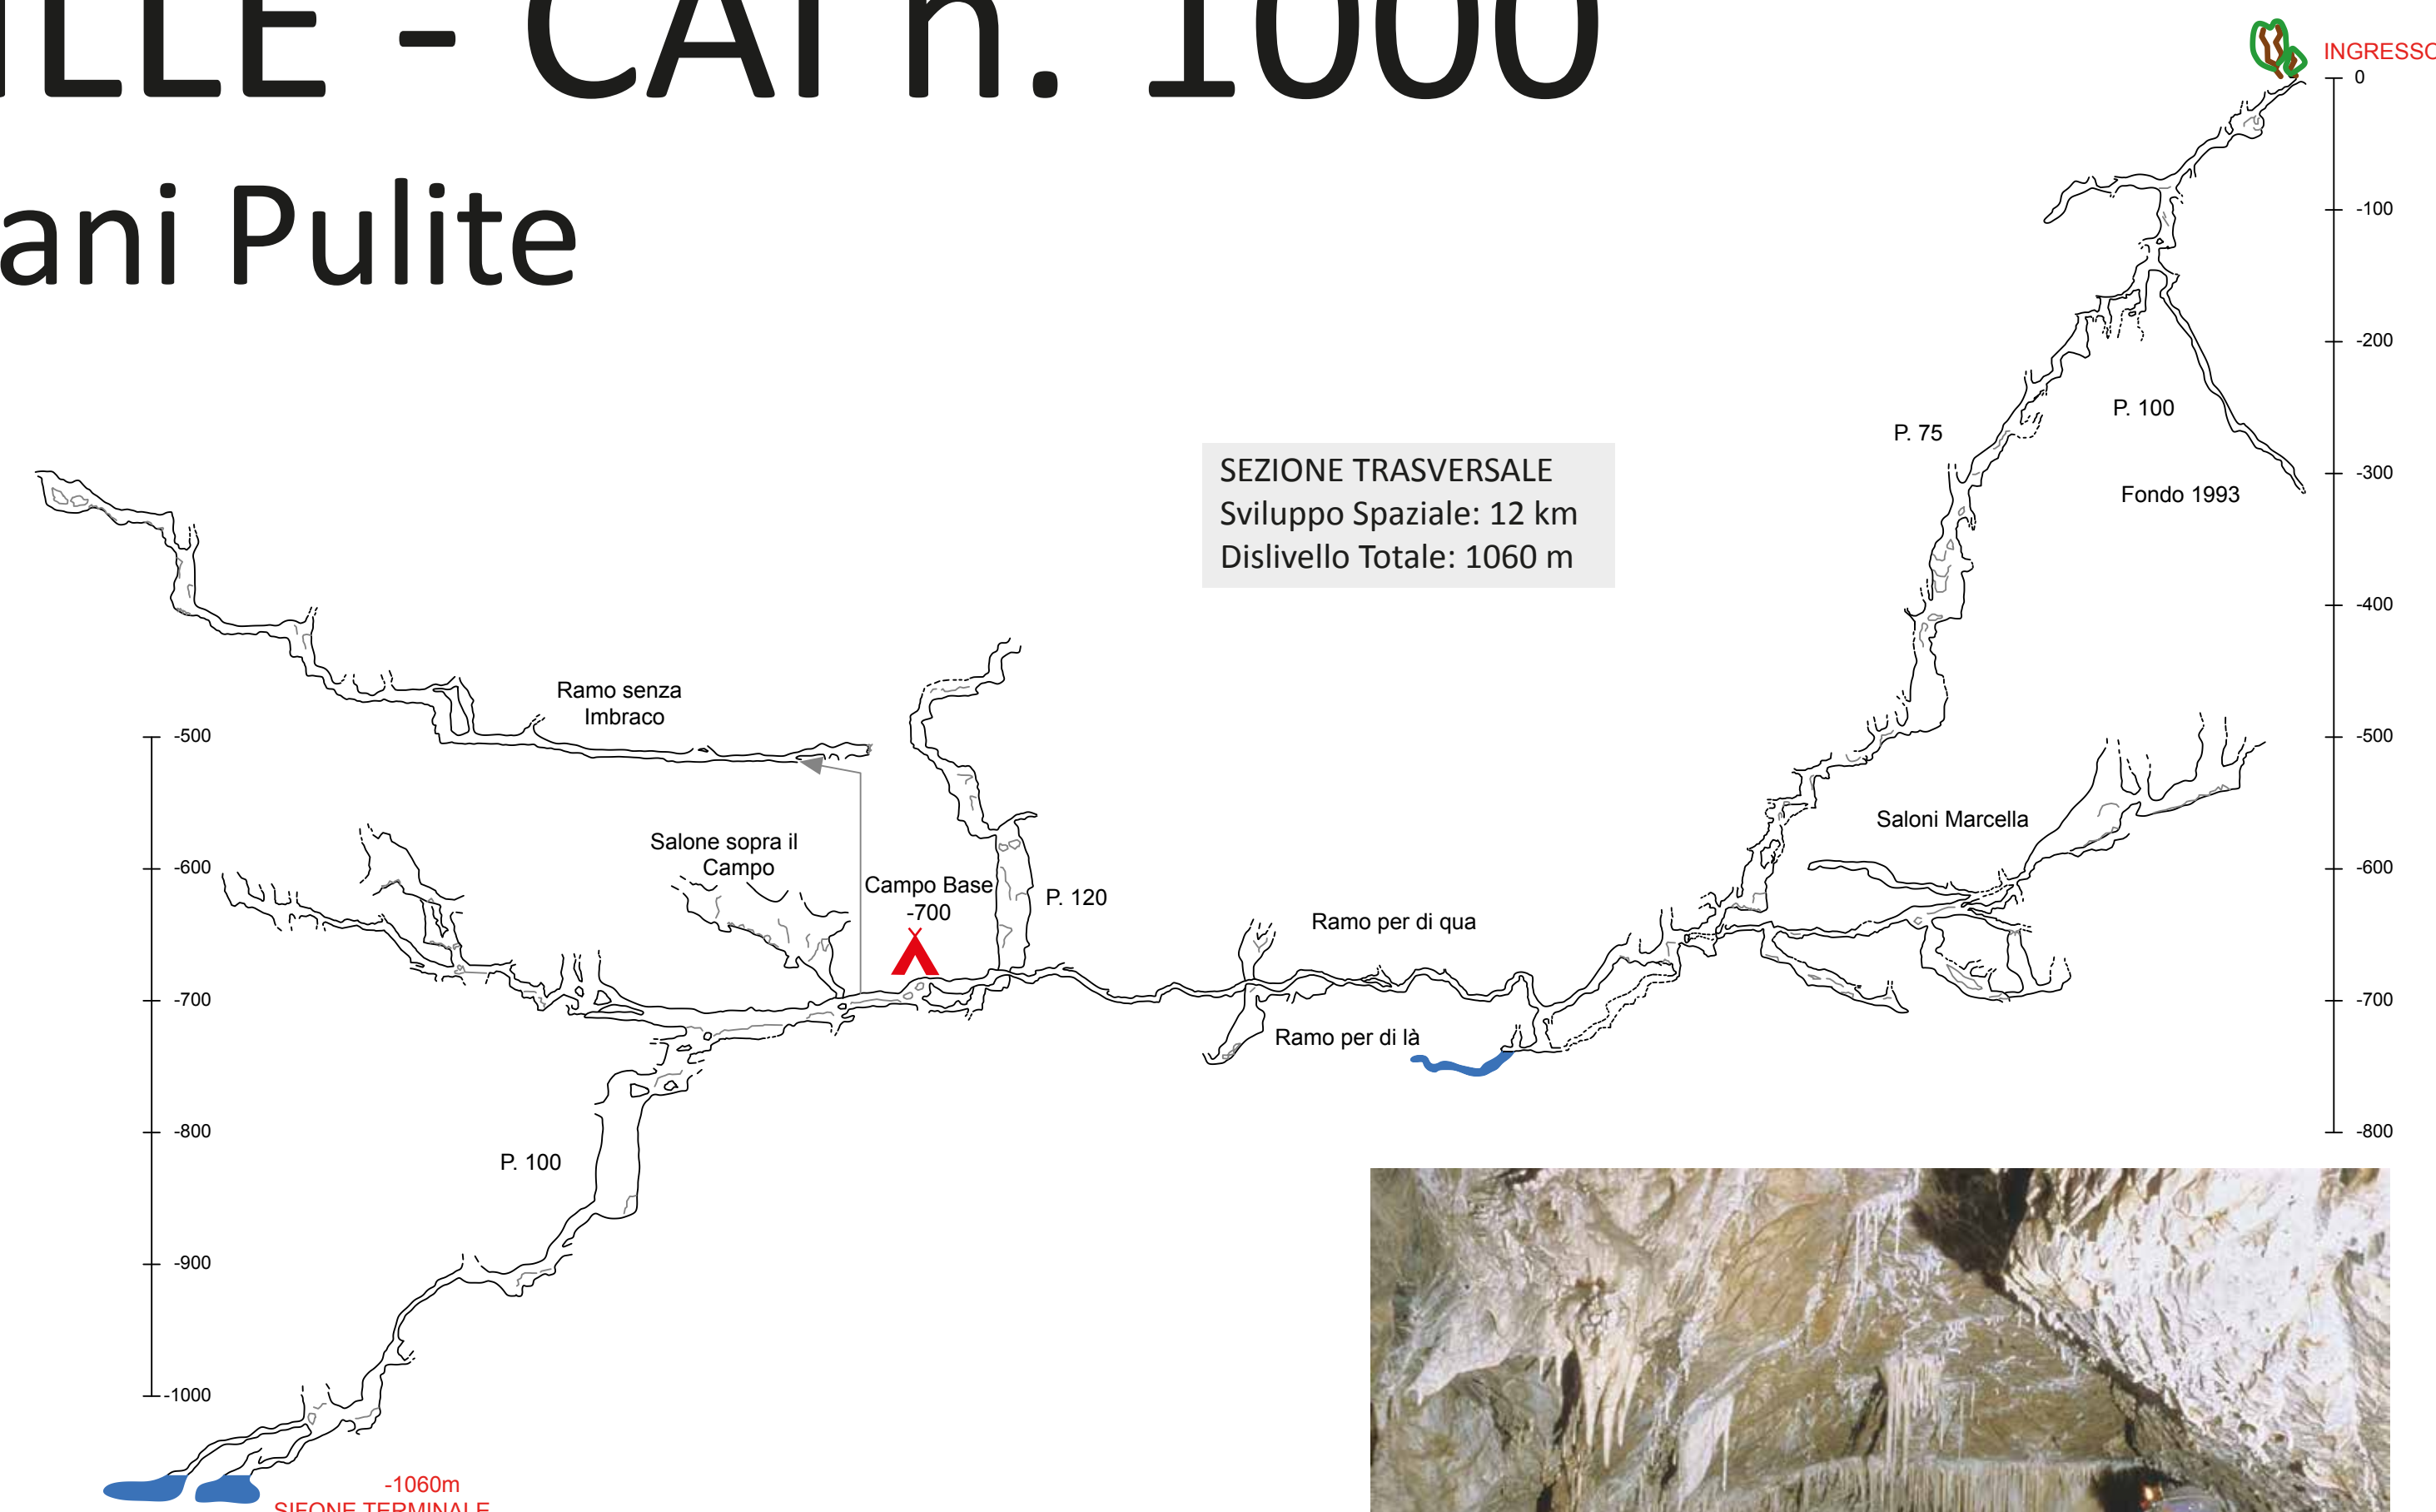 ILLE - CAI n. 1000
ani Pulite
INGRESSO
0
-100
-200
-300
-400
-500
-600
-700
-800
P. 100
P. 75
Fondo 1993
SEZIONE TRASVERSALE
Sviluppo Spaziale: 12 km
Dislivello Totale: 1060 m
Ramo senza
Imbraco
-500
-600
-700
-800
-900
-1000
Salone sopra il
Campo
Campo Base
-700
P. 120
Ramo per di qua
Ramo per di là
Saloni Marcella
P. 100
-1060m
SIFONE TERMINALE